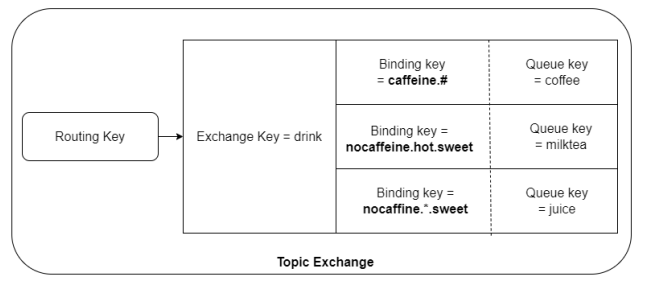 Routing Key
Exchange Key = drink
Binding key
= caffeine.#
Queue key
= coffee
Binding key =
nocaffeine.hot.sweet
Queue key
= milktea
Binding key =
nocaffine.*.sweet
Queue key
= juice
Topic Exchange